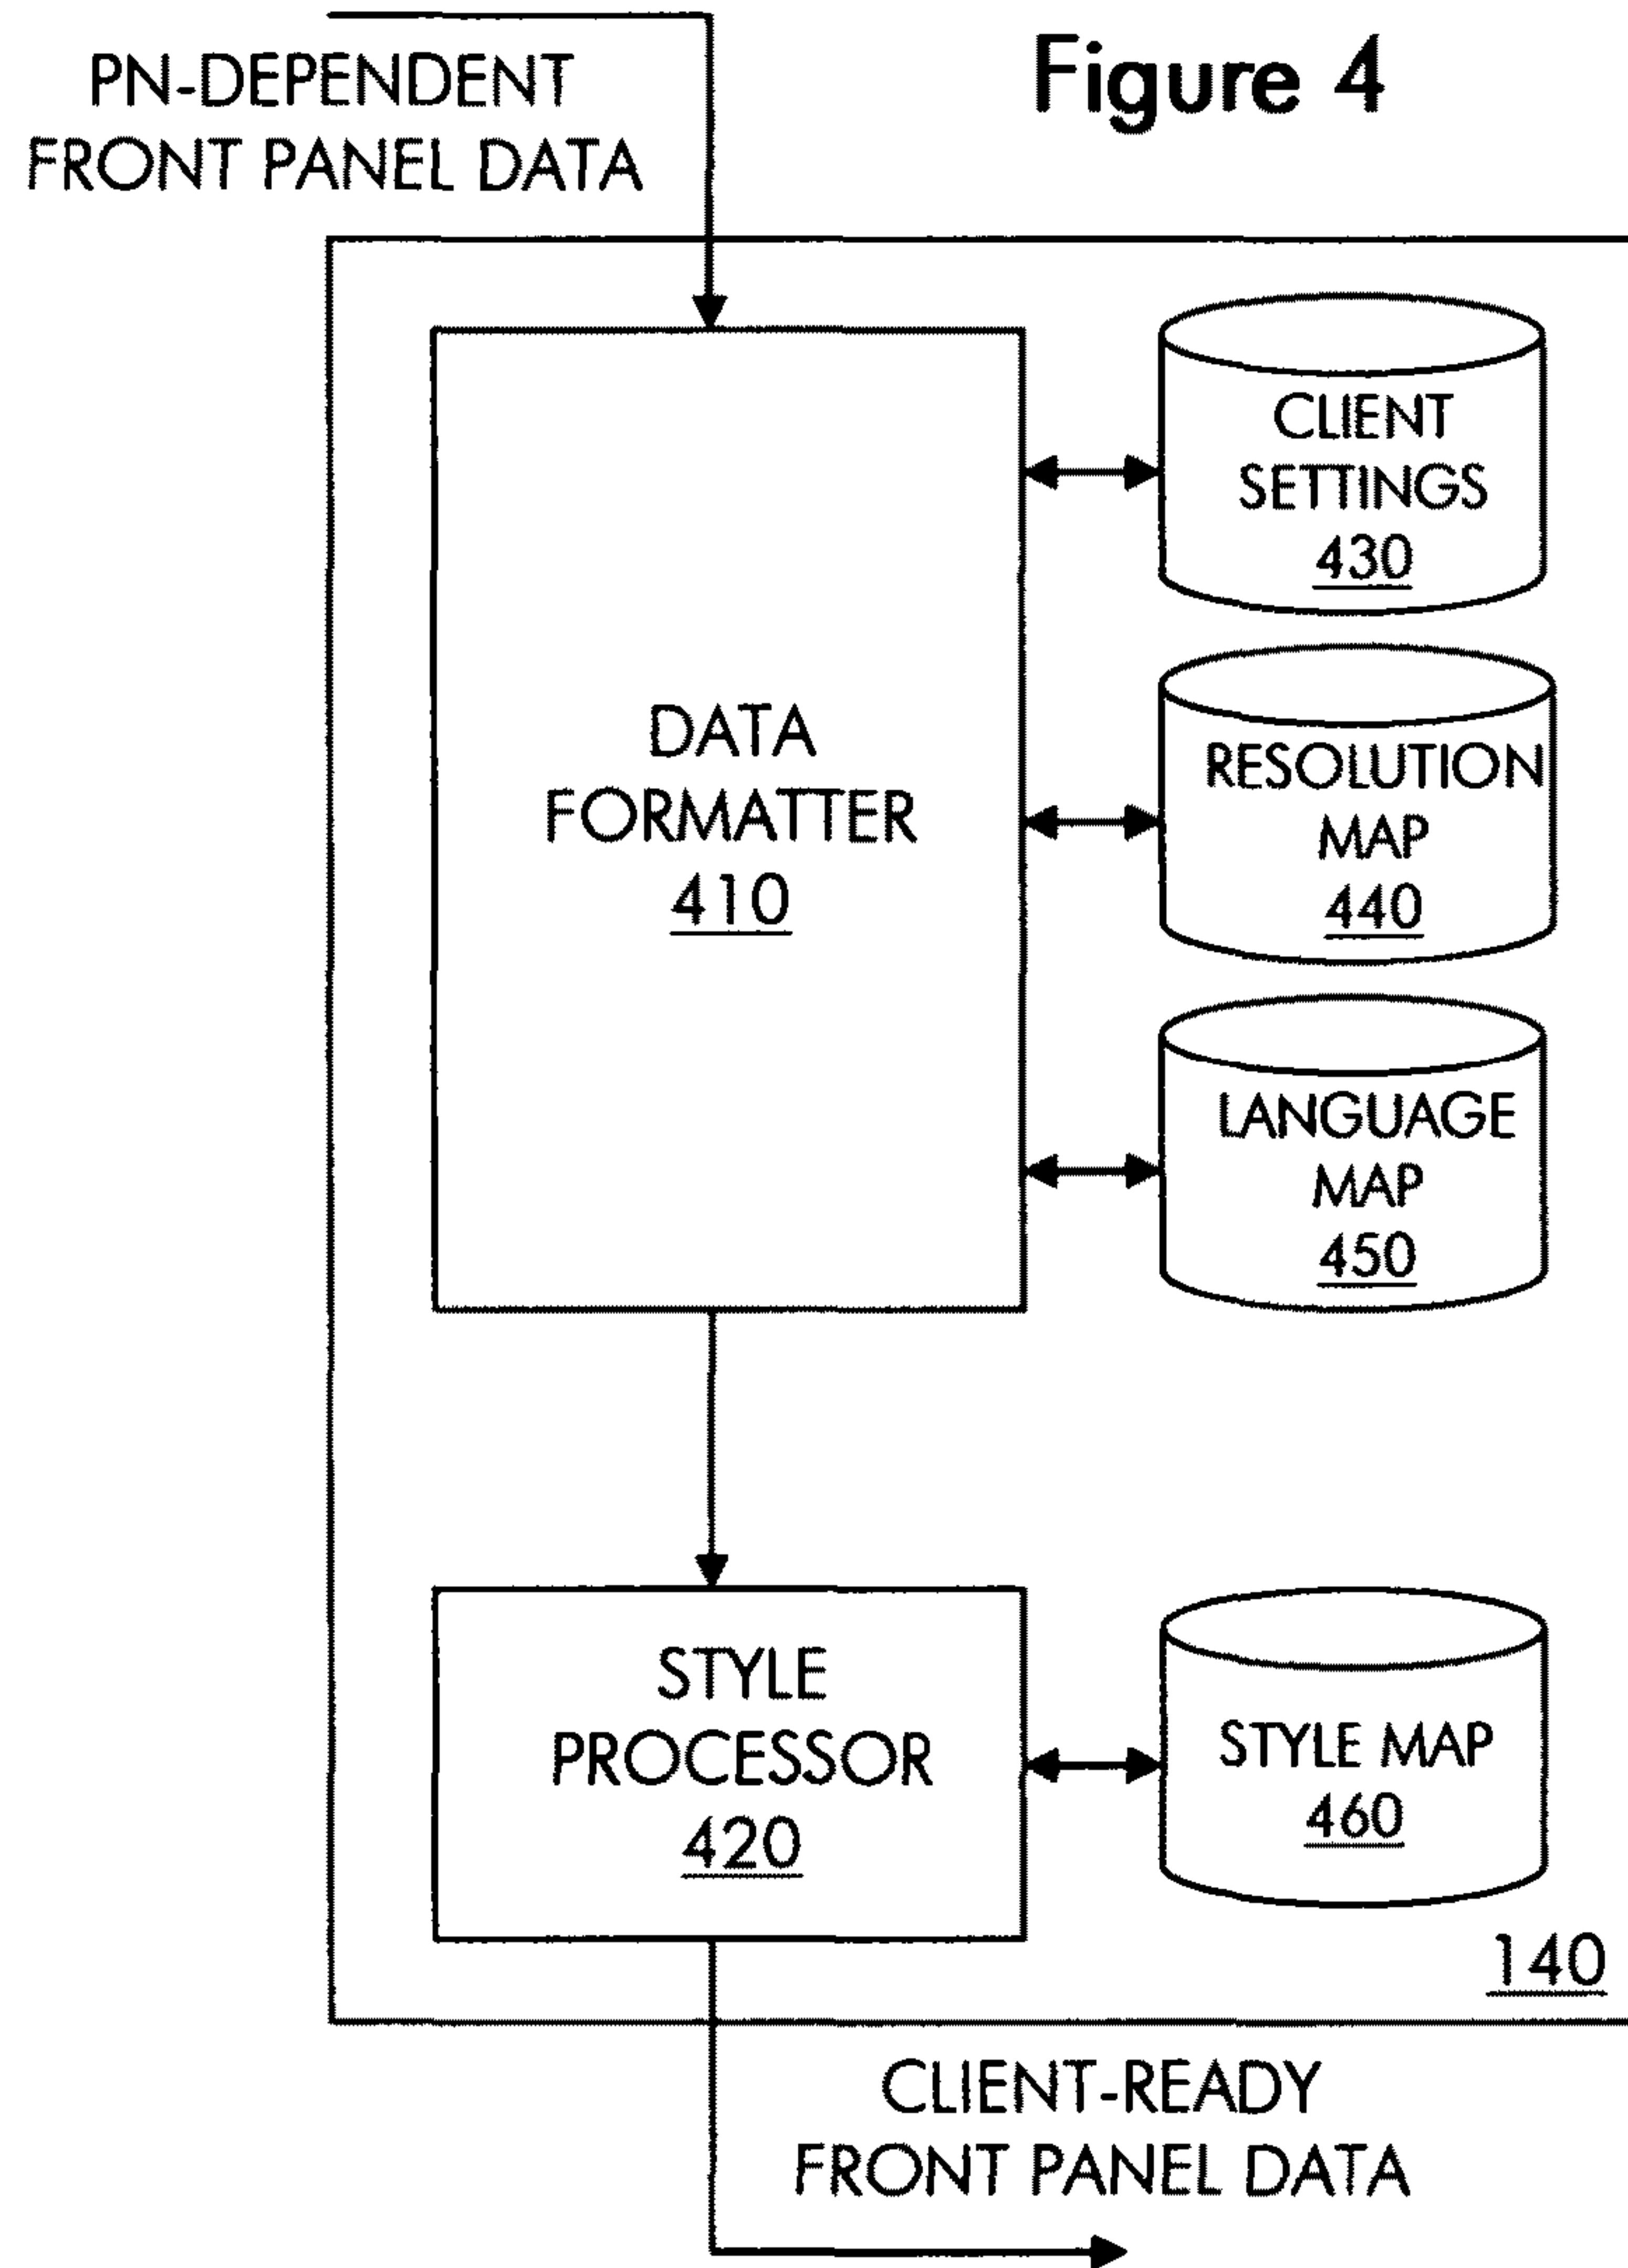 Figure 4
PN-DEPENDENT
FRONT PANEL DATA
DATA
FORMATTER
410
CLIENT
SETTINGS
430
RESOLUTION
MAP
440
LANGUAGE
MAP
450
STYLE
PROCESSOR
420
STYLE MAP
460
140
CLIENT-READY
FRONT PANEL DATA